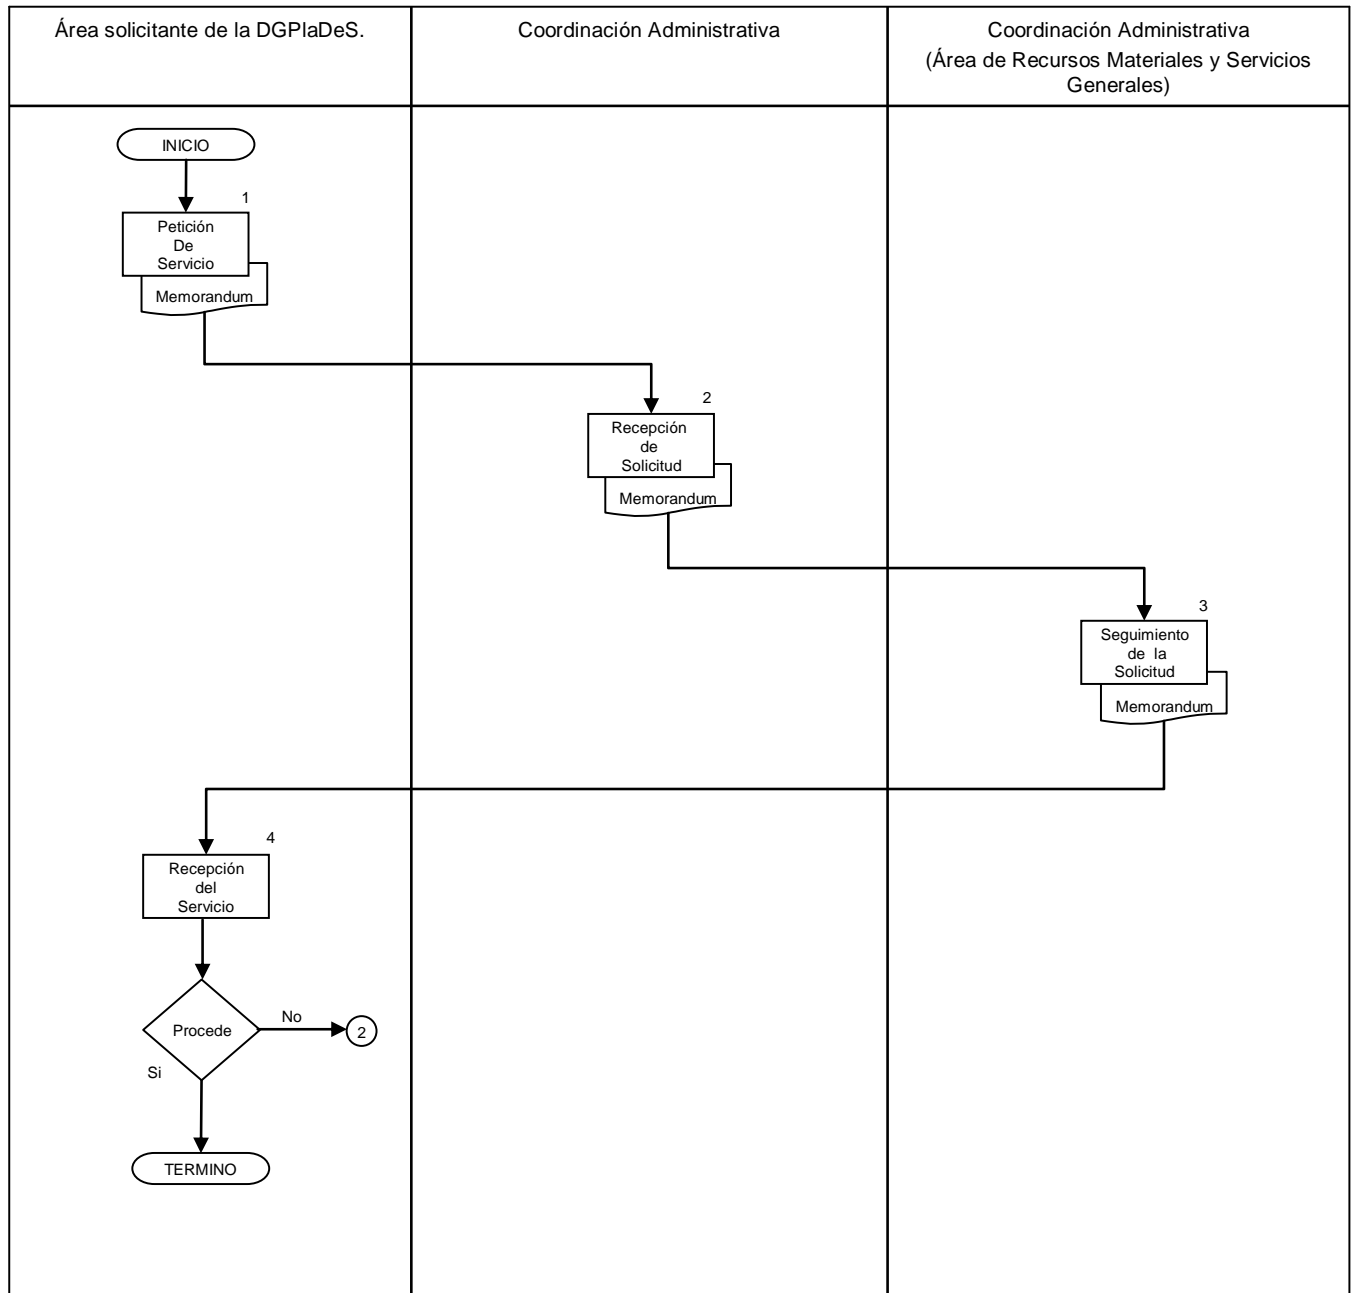 Área solicitante de la DGPlaDeS.
Coordinación Administrativa
Coordinación Administrativa
(Área de Recursos Materiales y Servicios
Generales)
INICIO
1
Petición
De
Servicio
Memorandum
2
Recepción
de
Solicitud
Memorandum
3
Seguimiento
de la
Solicitud
Memorandum
4
Recepción
del
Servicio
Procede
No
2
Si
TERMINO